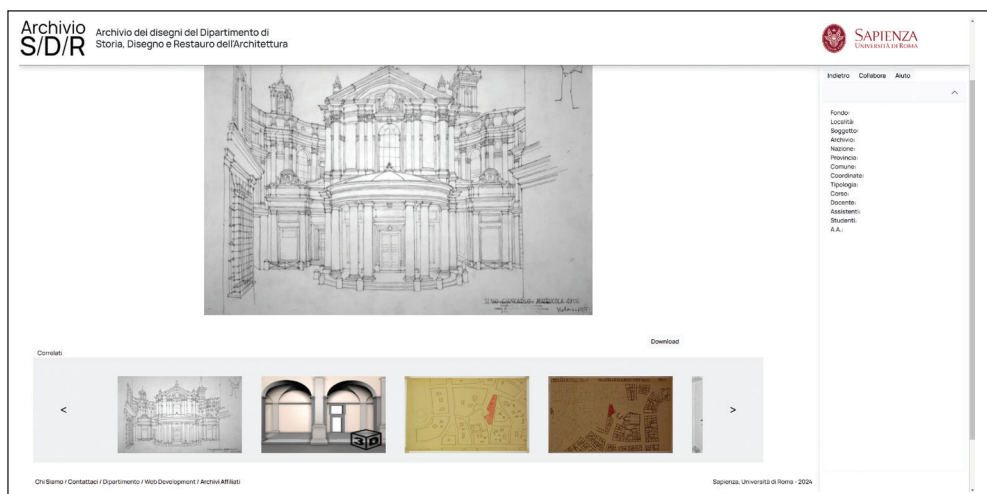 Archivio
S/D/R
Archivio dei disegni del Dipartimento di
Storia, Disegno e Restauro dell'Architettura
SAPIENZA
UNIVERSITÀ DI ROMA
Indietro Collabora Aiuto
Fondo:
Località:
Soggetto:
Archivio:
Nazione:
Provincia:
Comune:
Coordinate:
Tipologia:
Corso:
Docente:
Assistenti:
Studenti:
A.A.:
Download
Correlati
<
3D
>
Chi Siamo / Contattaci / Dipartimento / Web Development / Archivi Affiliati
Sapienza, Università di Roma - 2024